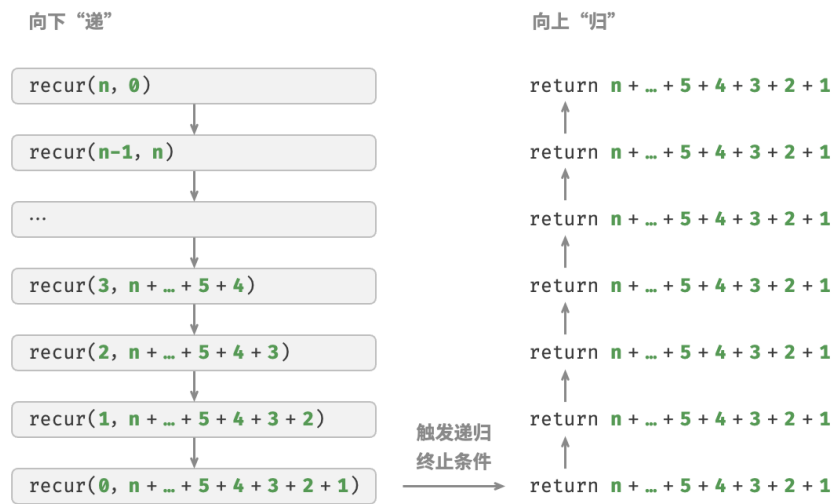 向下“递”
向上“归”
recur(n, 0)
return n + … + 5 + 4 + 3 + 2 + 1
recur(n-1, n)
return n + … + 5 + 4 + 3 + 2 + 1
…
return n + … + 5 + 4 + 3 + 2 + 1
recur(3, n + … + 5 + 4)
return n + … + 5 + 4 + 3 + 2 + 1
recur(2, n + … + 5 + 4 + 3)
return n + … + 5 + 4 + 3 + 2 + 1
recur(1, n + … + 5 + 4 + 3 + 2)
return n + … + 5 + 4 + 3 + 2 + 1
触发递归
终止条件
recur(0, n + … + 5 + 4 + 3 + 2 + 1)
return n + … + 5 + 4 + 3 + 2 + 1